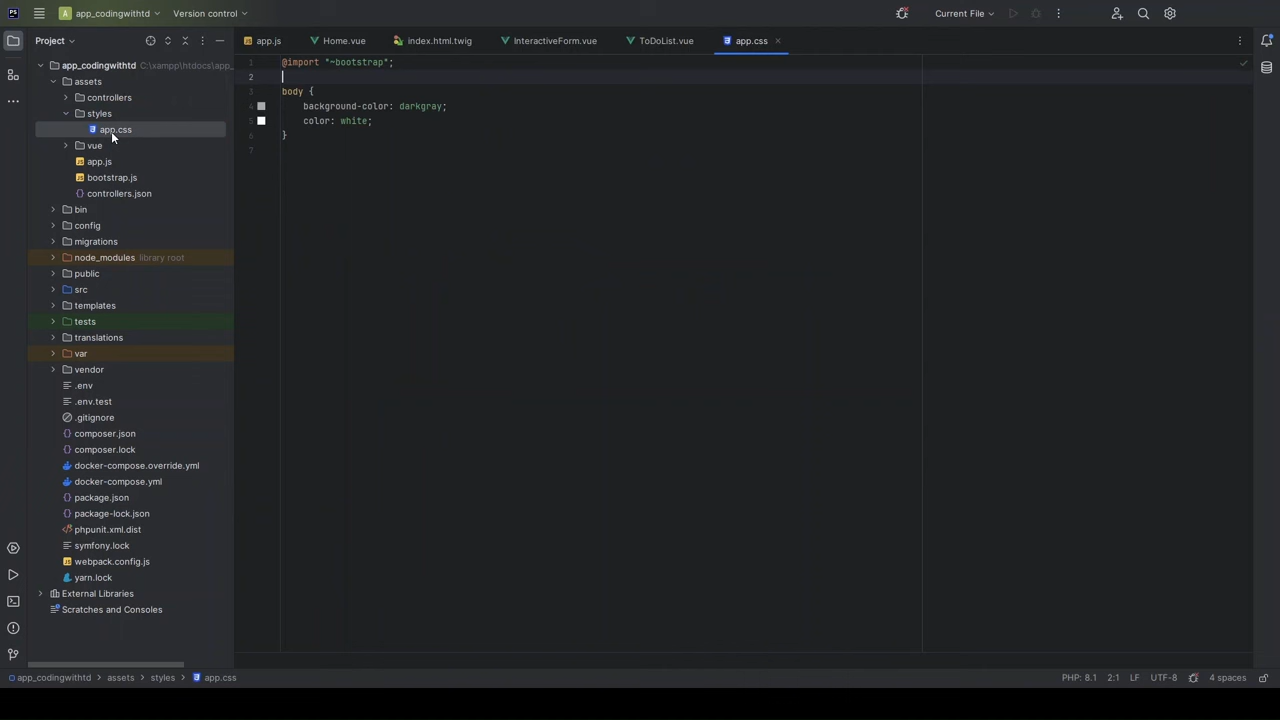 PS
A
app_codingwithtd
Version control
Current File
Project
app.js
Home.vue
index.html.twig
InteractiveForm.vue
ToDoList.vue
app.css
app_codingwithtd C:\xampp\htdocs\app_
assets
controllers
styles
app.css
vue
app.js
bootstrap.js
controllers.json
bin
config
migrations
node_modules library root
public
src
templates
tests
translations
var
vendor
.env
.env.test
.gitignore
composer.json
composer.lock
docker-compose.override.yml
docker-compose.yml
package.json
package-lock.json
phpunit.xml.dist
symfony.lock
webpack.config.js
yarn.lock
External Libraries
Scratches and Consoles
1 @import "~bootstrap";
2
3 body {
4 background-color: darkgray;
5 color: white;
6 }
7
app_codingwithtd > assets > styles > app.css
PHP: 8.1 2:1 LF UTF-8 4 spaces